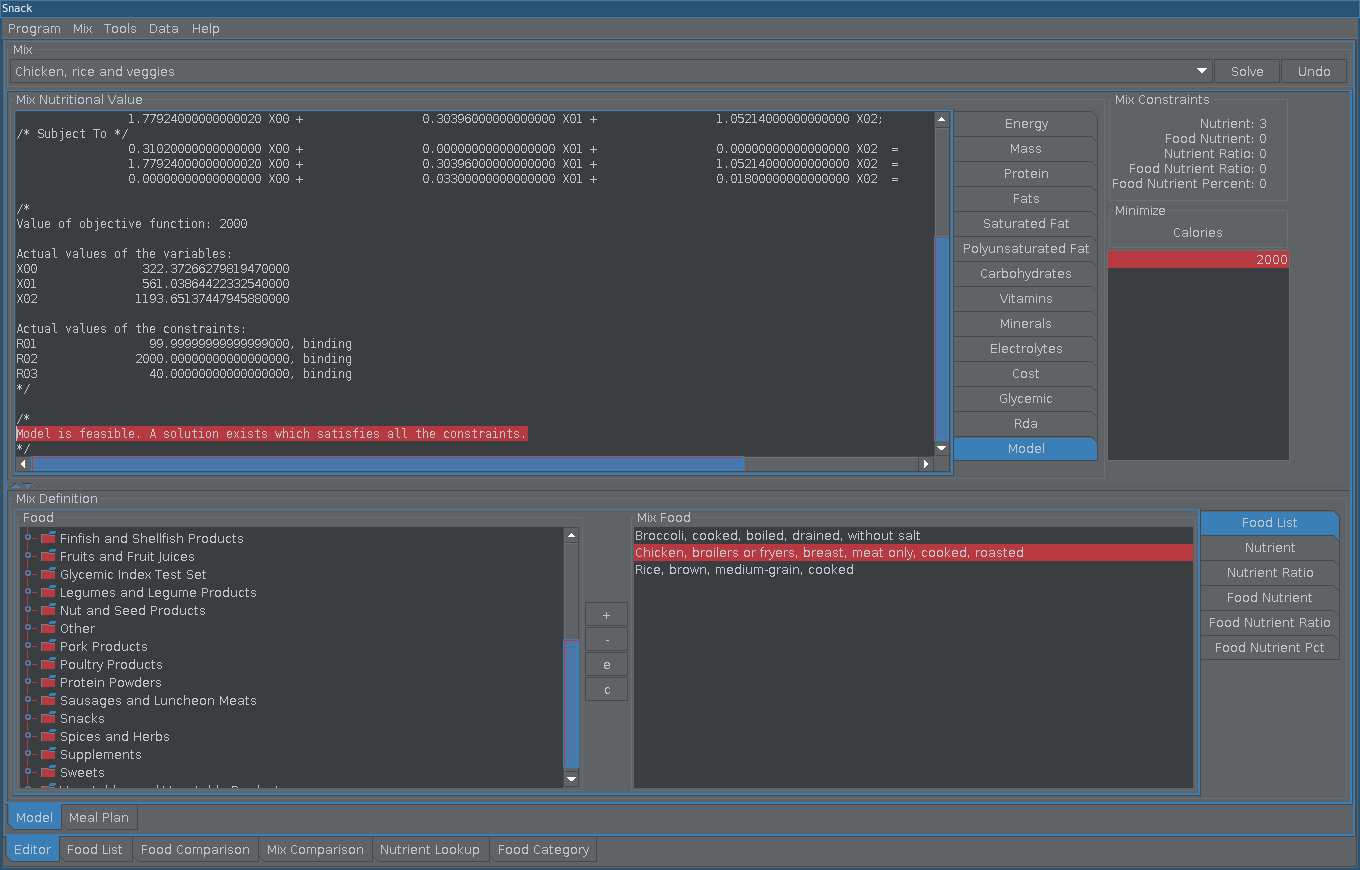 Snack
Program Mix Tools Data Help
Mix
Chicken, rice and veggies
Solve
Undo
Mix Nutritional Value
1.77924000000000020 X00 + 0.30396000000000000 X01 + 1.05214000000000000 X02;
/* Subject To */
0.31020000000000000 X00 + 0.00000000000000000 X01 + 0.00000000000000000 X02 =
1.77924000000000020 X00 + 0.30396000000000000 X01 + 1.05214000000000000 X02 =
0.00000000000000000 X00 + 0.03300000000000000 X01 + 0.01800000000000000 X02 =
/*
Value of objective function: 2000
Actual values of the variables:
X00 322.37266279819470000
X01 561.03864422332540000
X02 1193.65137447945880000
Actual values of the constraints:
R01 99.99999999999999000, binding
R02 2000.00000000000000000, binding
R03 40.00000000000000000, binding
*/
/*
Model is feasible. A solution exists which satisfies all the constraints.
*/
Energy
Mass
Protein
Fats
Saturated Fat
Polyunsaturated Fat
Carbohydrates
Vitamins
Minerals
Electrolytes
Cost
Glycemic
Rda
Model
Mix Constraints
Nutrient: 3
Food Nutrient: 0
Nutrient Ratio: 0
Food Nutrient Ratio: 0
Food Nutrient Percent: 0
Minimize
Calories
2000
Mix Definition
Food
Finfish and Shellfish Products
Fruits and Fruit Juices
Glycemic Index Test Set
Legumes and Legume Products
Nut and Seed Products
Other
Pork Products
Poultry Products
Protein Powders
Sausages and Luncheon Meats
Snacks
Spices and Herbs
Supplements
Sweets
+
-
e
c
Mix Food
Broccoli, cooked, boiled, drained, without salt
Chicken, broilers or fryers, breast, meat only, cooked, roasted
Rice, brown, medium-grain, cooked
Food List
Nutrient
Nutrient Ratio
Food Nutrient
Food Nutrient Ratio
Food Nutrient Pct
Model Meal Plan
Editor Food List Food Comparison Mix Comparison Nutrient Lookup Food Category